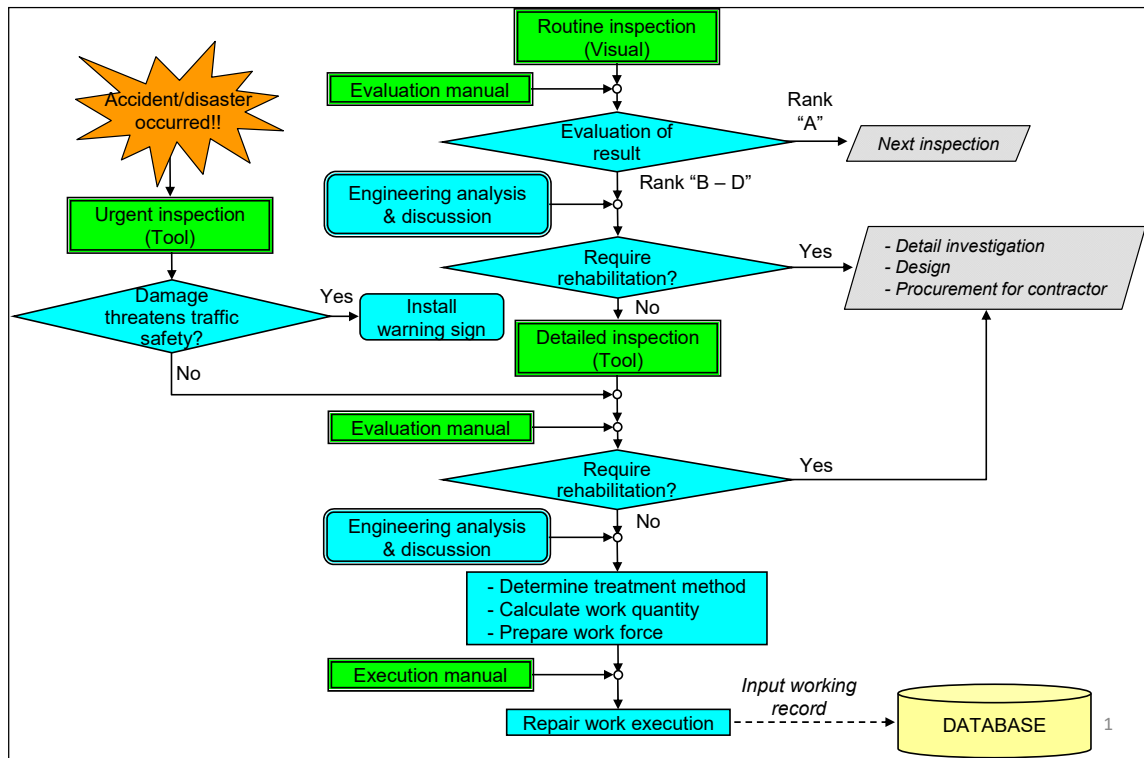 Routine inspection
(Visual)
Accident/disaster
occurred!!
Evaluation manual
Rank
“A”
Evaluation of
result
Next inspection
Rank “B – D”
Engineering analysis
& discussion
Urgent inspection
(Tool)
Require
rehabilitation?
Yes
- Detail investigation
- Design
- Procurement for contractor
No
Damage
threatens traffic
safety?
Yes
Install
warning sign
Detailed inspection
(Tool)
No
Evaluation manual
Require
rehabilitation?
Yes
No
Engineering analysis
& discussion
- Determine treatment method
- Calculate work quantity
- Prepare work force
Execution manual
Input working
record
Repair work execution
DATABASE
1